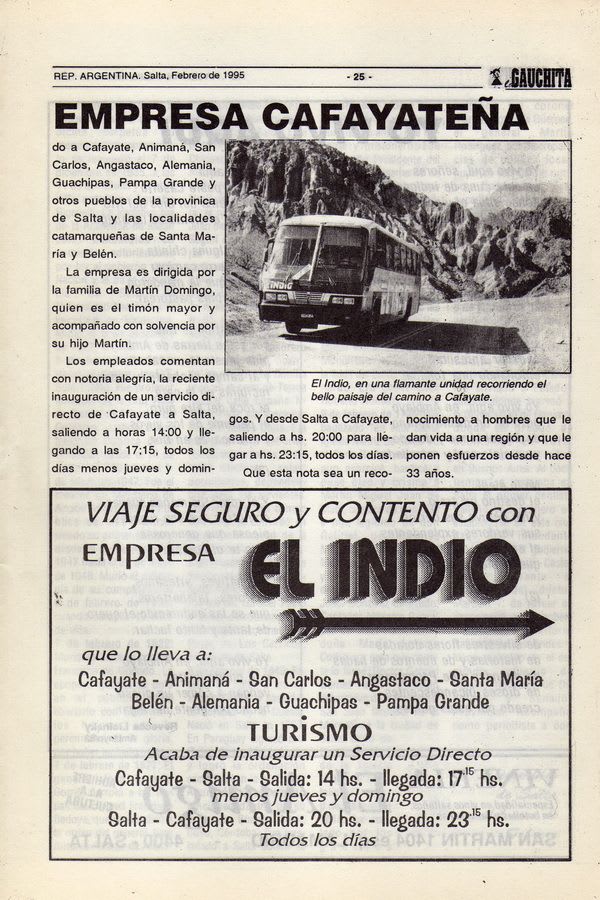 REP. ARGENTINA. Salta, Febrero de 1995
- 25 -
GAUCHITA
EMPRESA CAFAYATEÑA
do a Cafayate, Animaná, San
Carlos, Angastaco, Alemania,
Guachipas, Pampa Grande y
otros pueblos de la provinica
de Salta y las localidades
catamarqueñas de Santa Ma-
ría y Belén.
La empresa es dirigida por
la familia de Martín Domingo,
quien es el timón mayor y
acompañado con solvencia por
su hijo Martín.
Los empleados comentan
con notoria alegría, la reciente
inauguración de un servicio di-
recto de Cafayate a Salta,
saliendo a horas 14:00 y lle-
gando a las 17:15, todos los
días menos jueves y domin-
INDIO
El Indio, en una flamante unidad recorriendo el
bello paisaje del camino a Cafayate.
gos. Y desde Salta a Cafayate,
saliendo a hs. 20:00 para lle-
gar a hs. 23:15, todos los días.
Que esta nota sea un reco-
nocimiento a hombres que le
dan vida a una región y que le
ponen esfuerzos desde hace
33 años.
VIAJE SEGURO y CONTENTO con
EMPRESA
EL INDIO
que lo lleva a:
Cafayate - Animaná - San Carlos - Angastaco - Santa María
Belén - Alemania - Guachipas - Pampa Grande
TURISMO
Acaba de inaugurar un Servicio Directo
Cafayate - Salta - Salida: 14 hs. - llegada: 17.15 hs.
menos jueves y domingo
Salta - Cafayate - Salida: 20 hs. - llegada: 23.15 hs.
Todos los días